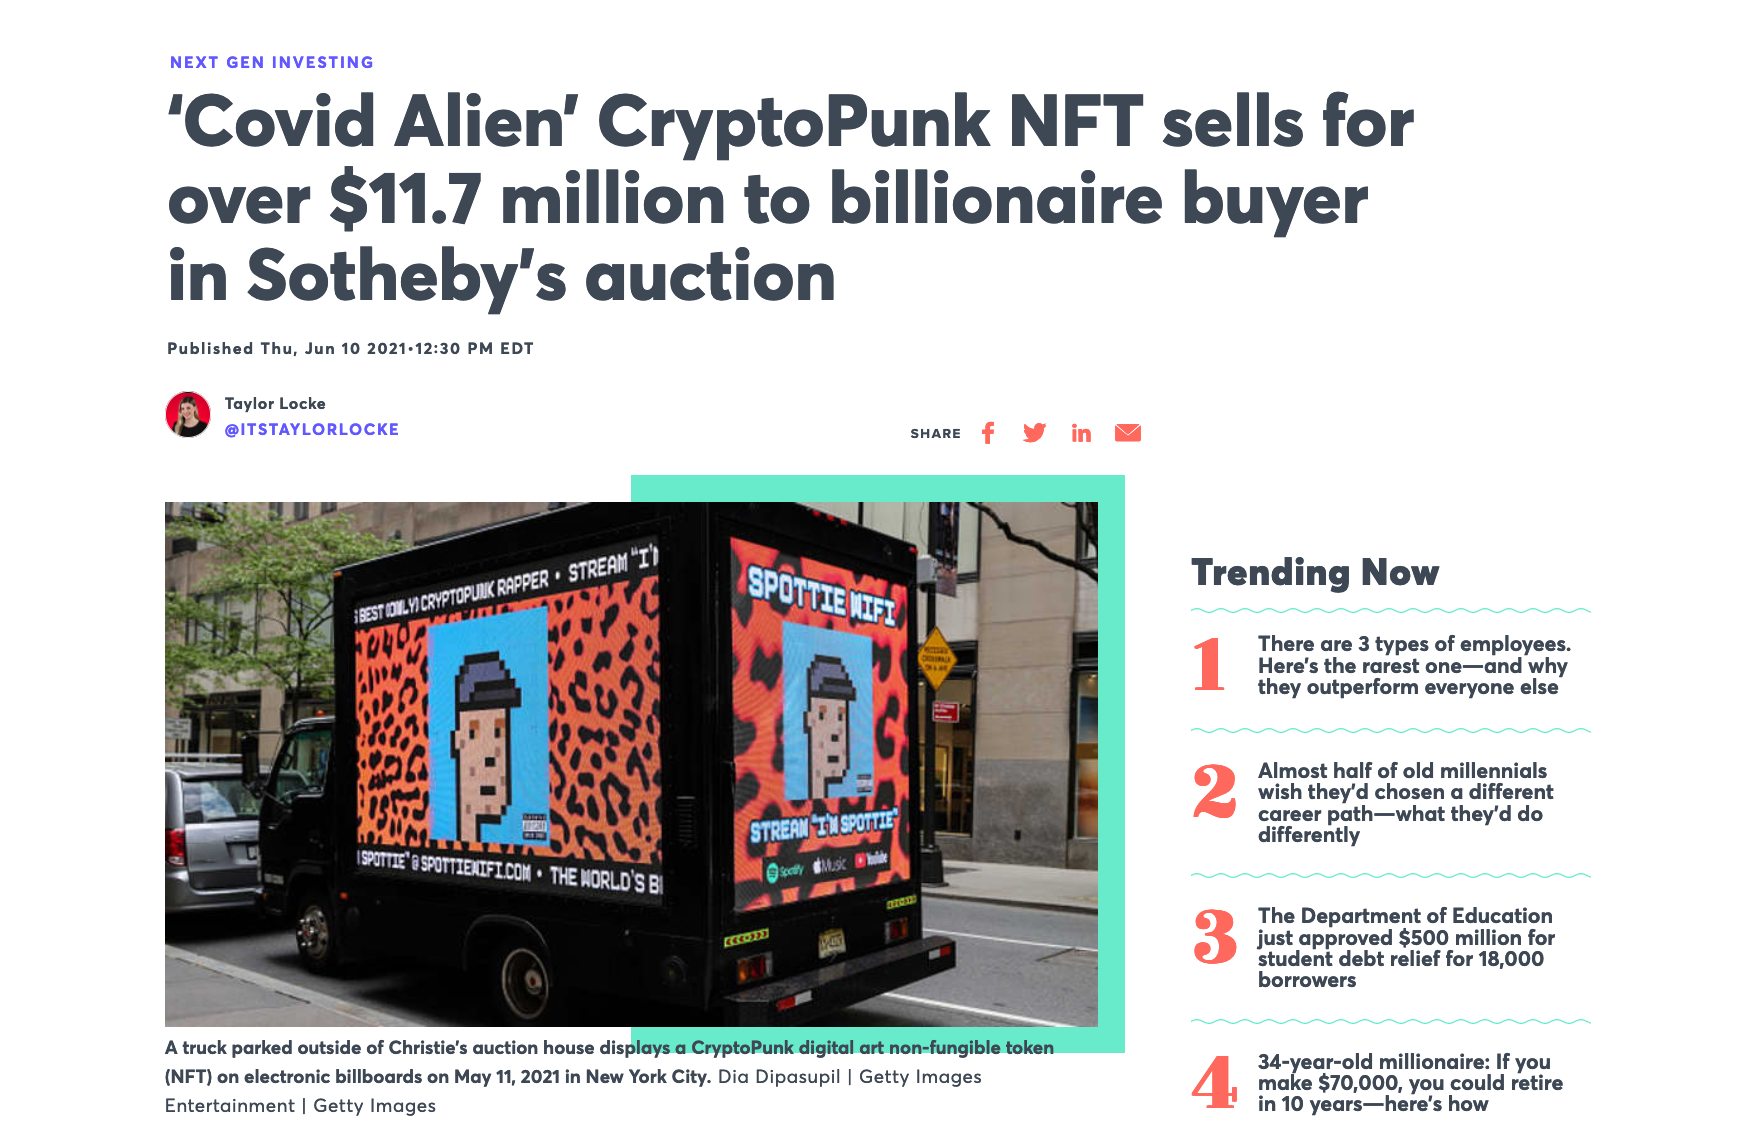 NEXT GEN INVESTING
‘Covid Alien’ CryptoPunk NFT sells for
over $11.7 million to billionaire buyer
in Sotheby’s auction
Published Thu, Jun 10 2021•12:30 PM EDT
Taylor Locke
@ITSTAYLORLOCKE
SHARE
S BEST (ONLY) CRYPTOPUNK RAPPER • STREAM "I'M
SPOTTIE WIFI
STREAM "I'M SPOTTIE"
Spotify Music YouTube
SPOTTIE" @ SPOTTIEWIFI.COM • THE WORLD'S B
A truck parked outside of Christie’s auction house displays a CryptoPunk digital art non-fungible token
(NFT) on electronic billboards on May 11, 2021 in New York City. Dia Dipasupil | Getty Images
Entertainment | Getty Images
Trending Now
1
There are 3 types of employees.
Here’s the rarest one—and why
they outperform everyone else
2
Almost half of old millennials
wish they’d chosen a different
career path—what they’d do
differently
3
The Department of Education
just approved $500 million for
student debt relief for 18,000
borrowers
4
34-year-old millionaire: If you
make $70,000, you could retire
in 10 years—here’s how